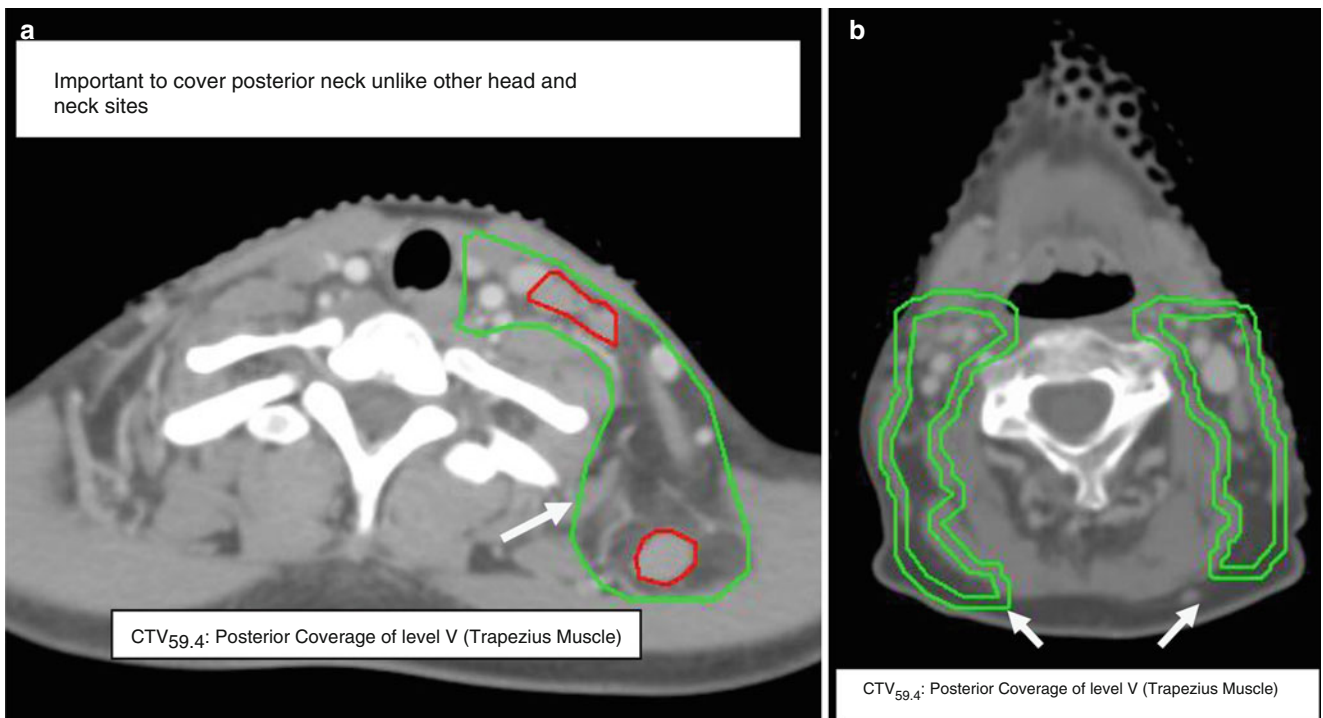 a
Important to cover posterior neck unlike other head and
neck sites
CTV59.4: Posterior Coverage of level V (Trapezius Muscle)
b
CTV59.4: Posterior Coverage of level V (Trapezius Muscle)